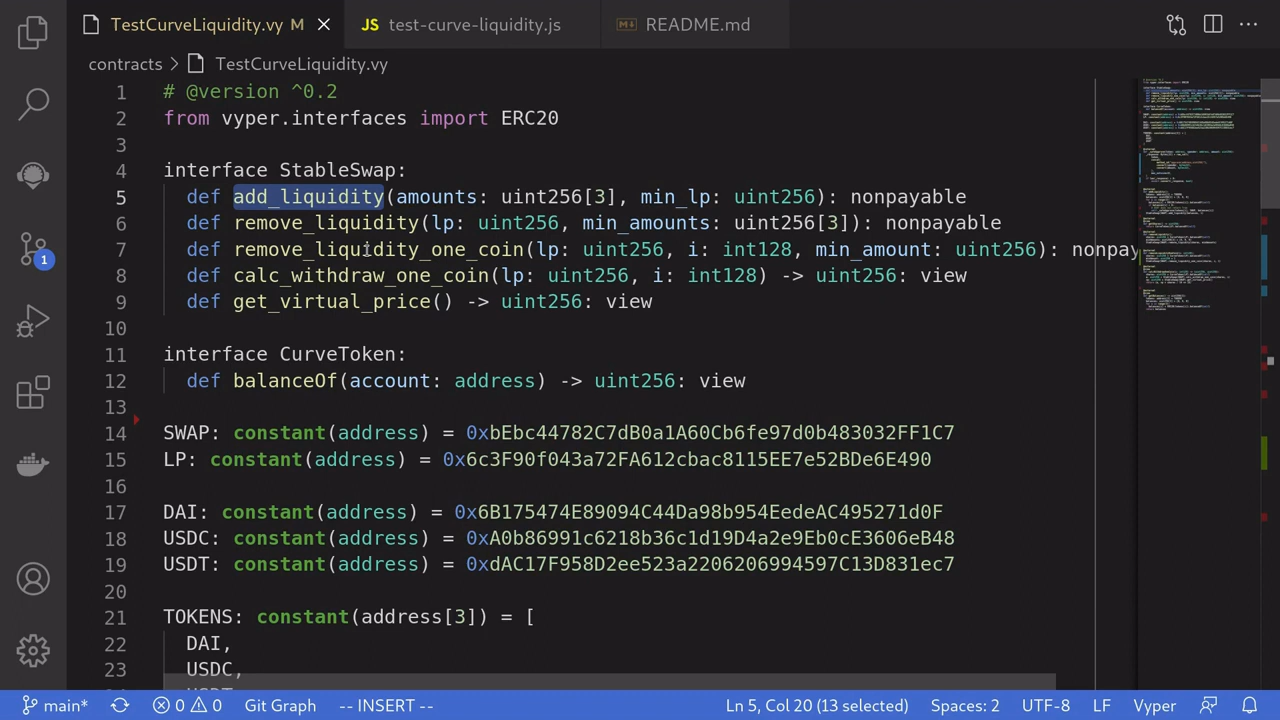 TestCurveLiquidity.vy M
JS test-curve-liquidity.js
README.md
contracts > TestCurveLiquidity.vy
1 # @version ^0.2
2 from vyper.interfaces import ERC20
3
4 interface StableSwap:
5 def add_liquidity(amounts: uint256[3], min_lp: uint256): nonpayable
6 def remove_liquidity(lp: uint256, min_amounts: uint256[3]): nonpayable
7 def remove_liquidity_one_coin(lp: uint256, i: int128, min_amount: uint256): nonpay
8 def calc_withdraw_one_coin(lp: uint256, i: int128) -> uint256: view
9 def get_virtual_price() -> uint256: view
10
11 interface CurveToken:
12 def balanceOf(account: address) -> uint256: view
13
14 SWAP: constant(address) = 0xbEbc44782C7dB0a1A60Cb6fe97d0b483032FF1C7
15 LP: constant(address) = 0x6c3F90f043a72FA612cbac8115EE7e52BDe6E490
16
17 DAI: constant(address) = 0x6B175474E89094C44Da98b954EedeAC495271d0F
18 USDC: constant(address) = 0xA0b86991c6218b36c1d19D4a2e9Eb0cE3606eB48
19 USDT: constant(address) = 0xdAC17F958D2ee523a2206206994597C13D831ec7
20
21 TOKENS: constant(address[3]) = [
22 DAI,
23 USDC,
1
main* 0 0 Git Graph -- INSERT -- Ln 5, Col 20 (13 selected) Spaces: 2 UTF-8 LF Vyper